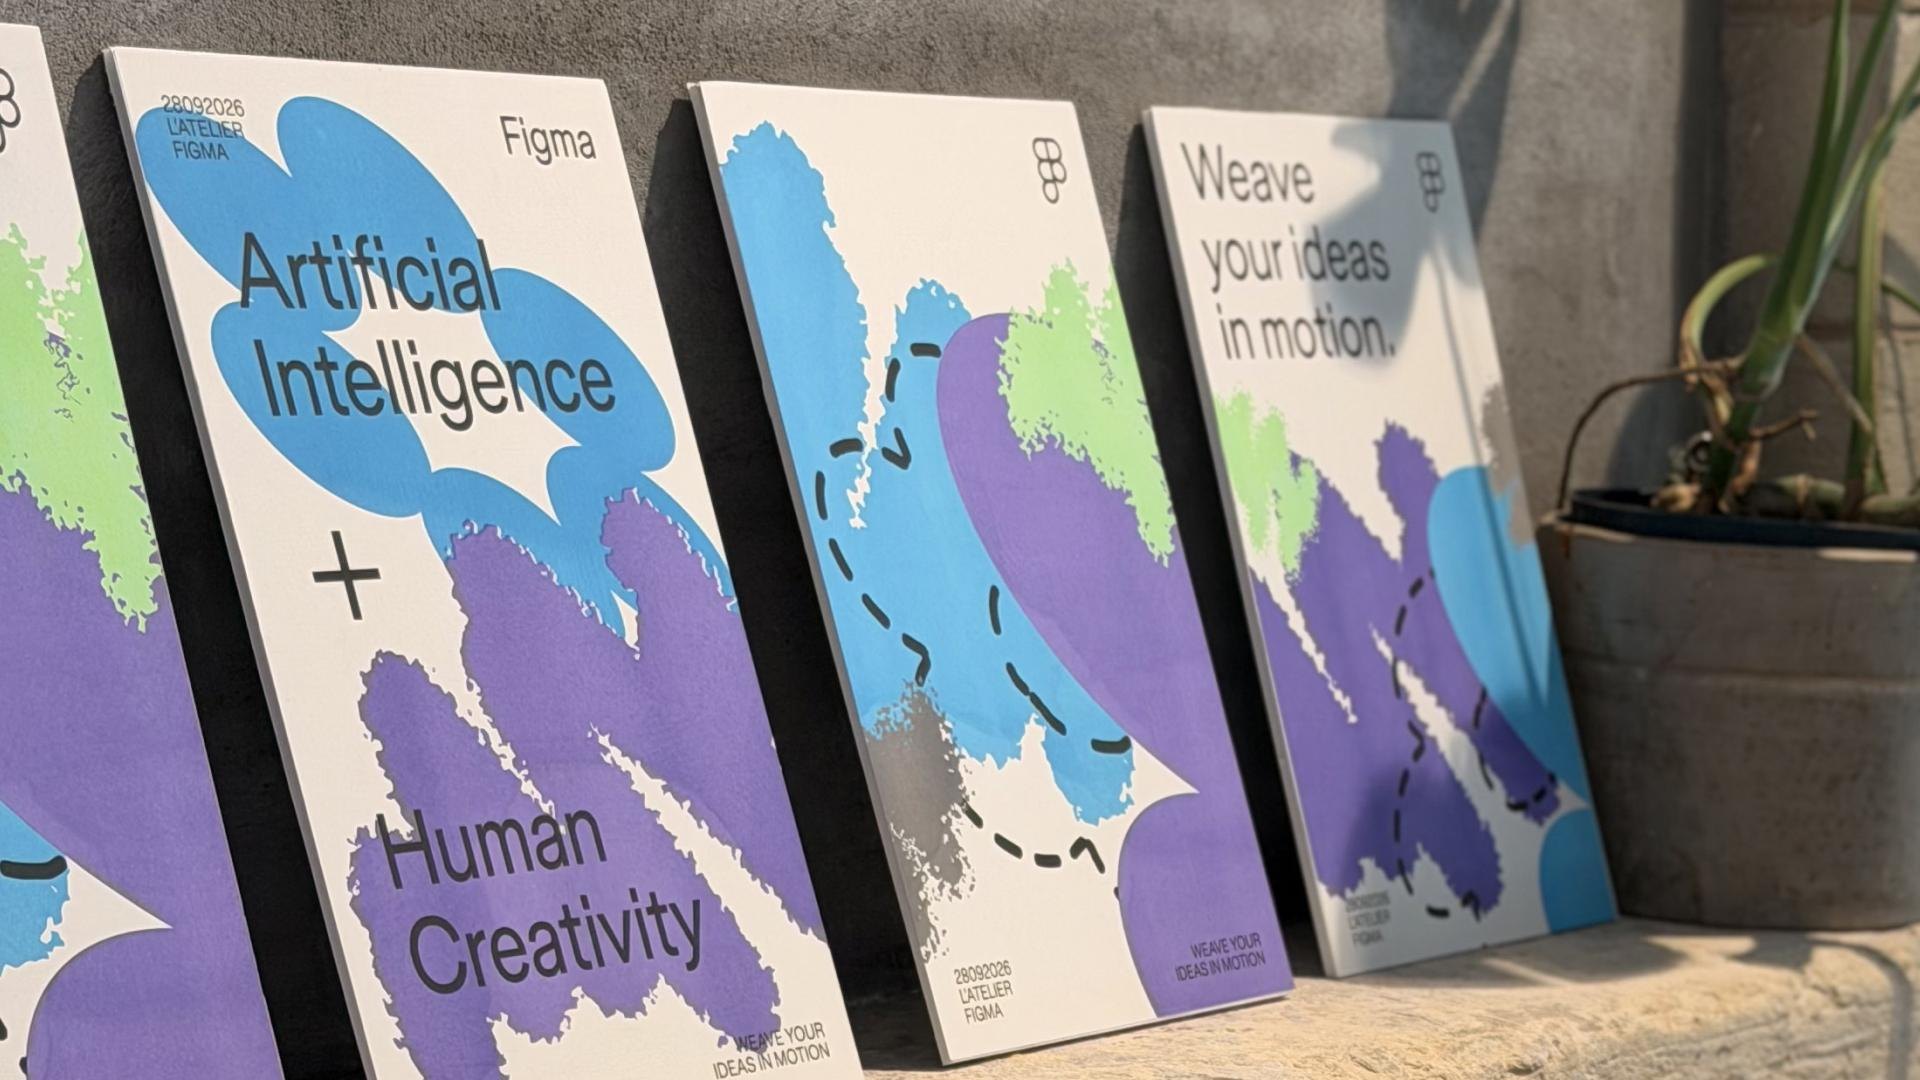 28092026
L'ATELIER
FIGMA
Figma
Artificial
Intelligence
+
Human
Creativity
WEAVE YOUR
IDEAS IN MOTION
28092026
L'ATELIER
FIGMA
WEAVE YOUR
IDEAS IN MOTION
Weave
your ideas
in motion.
28092026
L'ATELIER
FIGMA